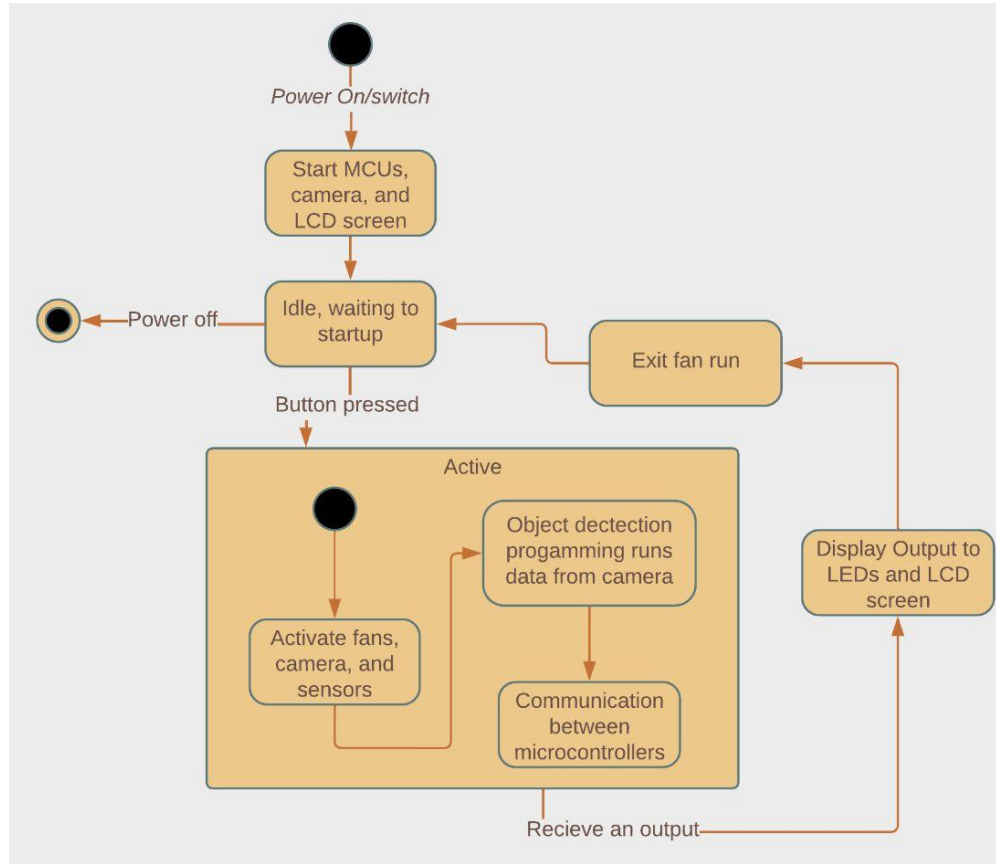 Power On/switch
Start MCUs,
camera, and
LCD screen
Idle, waiting to
startup
Power off
Exit fan run
Button pressed
Active
Object dectection
progamming runs
data from camera
Activate fans,
camera, and
sensors
Communication
between
microcontrollers
Display Output to
LEDs and LCD
screen
Recieve an output